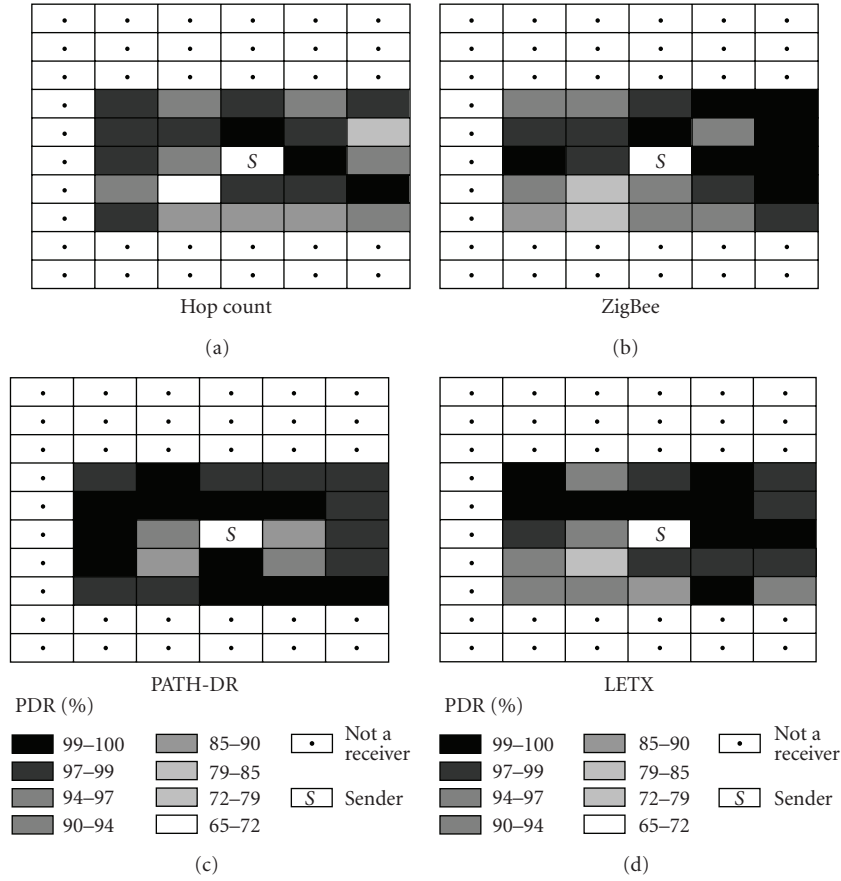 S
Hop count
(a)
S
ZigBee
(b)
S
PATH-DR
S
LETX
PDR (%)
99–100
97–99
94–97
90–94
85–90
79–85
72–79
65–72
Not a
receiver
S Sender
(c)
PDR (%)
99–100
97–99
94–97
90–94
85–90
79–85
72–79
65–72
Not a
receiver
S Sender
(d)